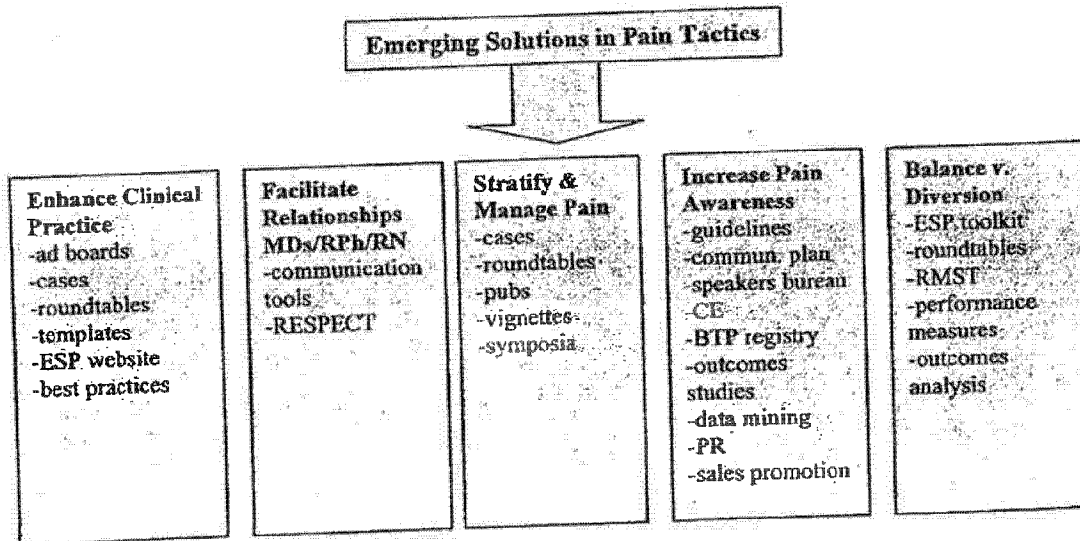 Emerging Solutions in Pain Tactics
Enhance Clinical
Practice
-ad boards
-cases
-roundtables
-templates
-ESP website
-best practices
Facilitate
Relationships
MDs/RPh/RN
-communication
tools
-RESPECT
Stratify &
Manage Pain
-cases
-roundtables
-pubs
-vignettes
-symposia
Increase Pain
Awareness
-guidelines
-commun. plan
-speakers bureau
-CE
-BTP registry
-outcomes
studies
-data mining
-PR
-sales promotion
Balance v.
Diversion
-ESP toolkit
-roundtables
-RMST
-performance
measures
-outcomes
analysis